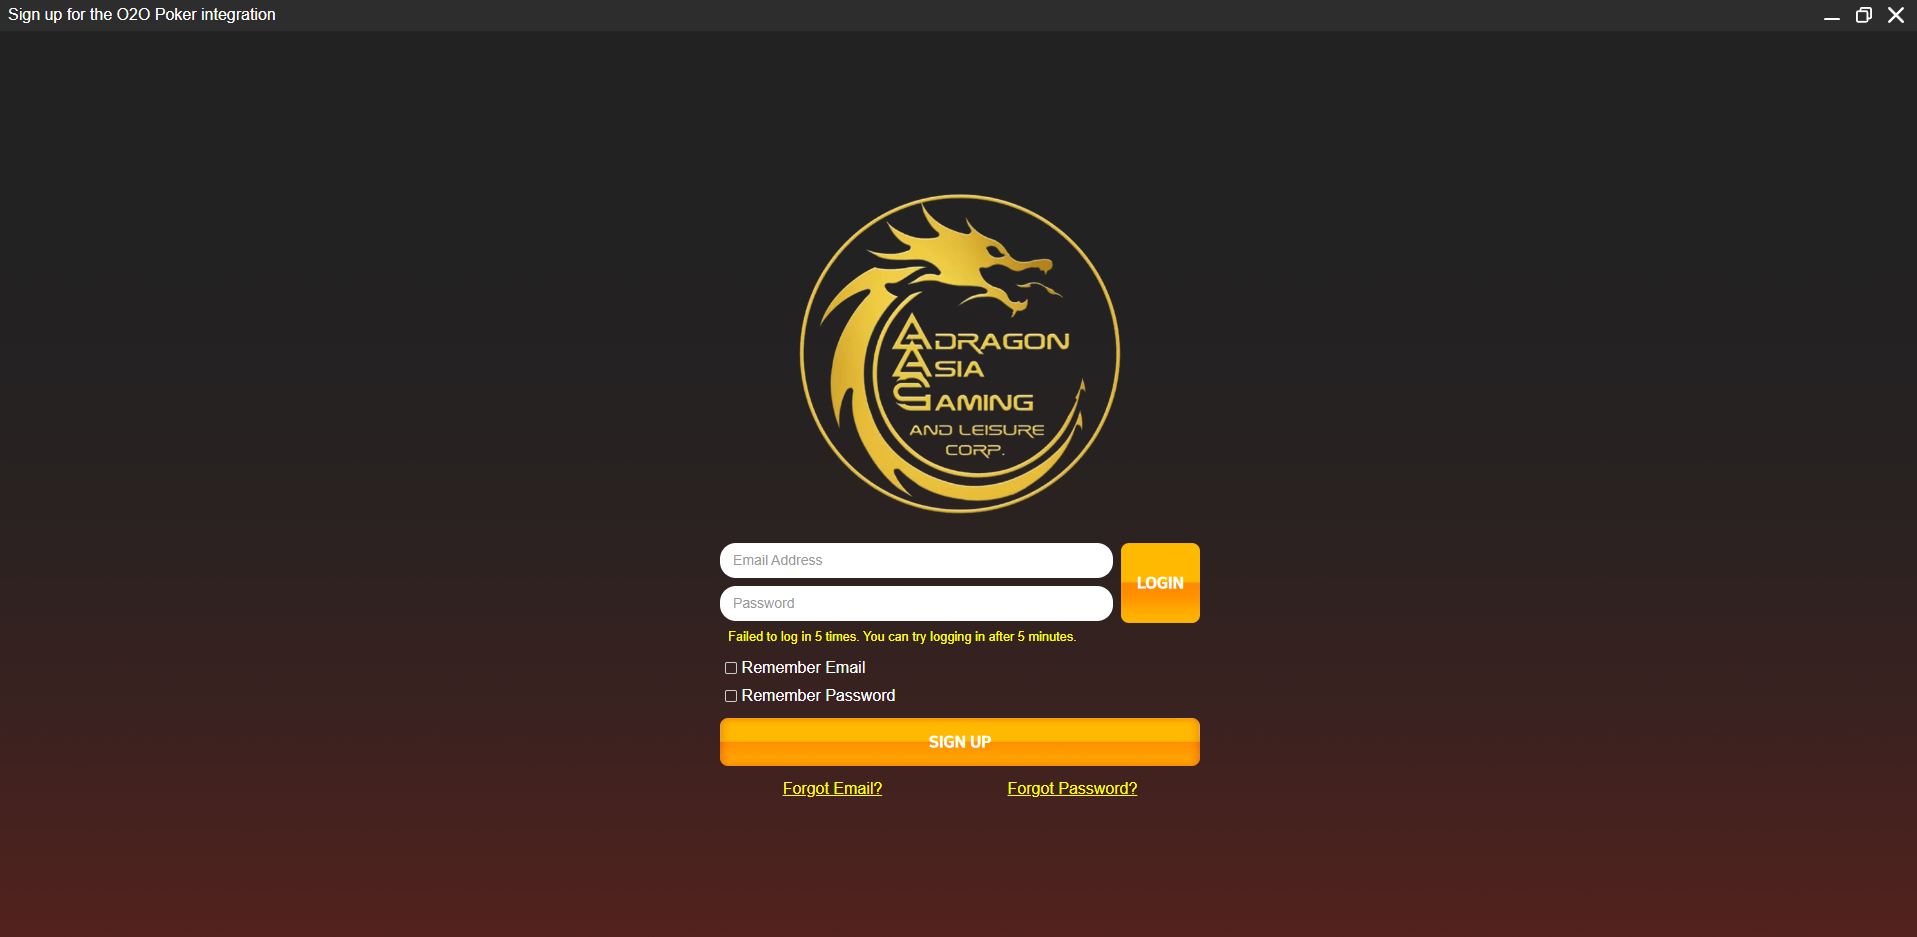 Sign up for the O2O Poker integration
ADRAGON
ASIA
GAMING
AND LEISURE
CORP.
Email Address
LOGIN
Password
Failed to log in 5 times. You can try logging in after 5 minutes.
Remember Email
Remember Password
SIGN UP
Forgot Email?
Forgot Password?